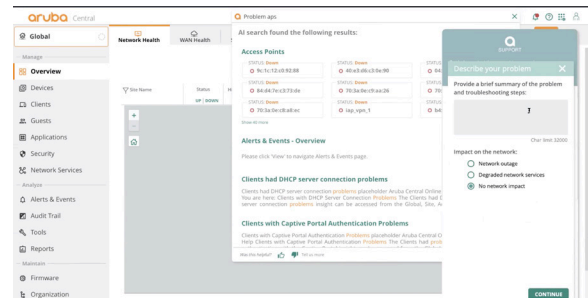 aruba Central
Problem aps
Global
Network Health
WAN Health
Manage
Overview
Devices
Clients
Guests
Applications
Security
Network Services
Analyze
Alerts & Events
Audit Trail
Tools
Reports
Maintain
Firmware
Organization
Site Name
Status
UP | DOWN
AI search found the following results:
Access Points
STATUS: Down
9c:1c:12:c0:92:88
STATUS: Down
STATUS: Down
84:d4:7e:c3:73:de
STATUS: Down
70:3a:0e:c9:aa:26
STATUS: Down
70:3a:0e:c8:a8:ec
STATUS: Down
cap_vpn_1
Show 40 more
Alerts & Events - Overview
Please click 'View' to navigate Alerts & Events page.
Clients had DHCP server connection problems
Clients had DHCP server connection problems placeholder Aruba Central Online
You are here: Clients with DHCP Server Connection Problems The Clients had
server connection problems insight can be accessed from the Global, Site,
Clients with Captive Portal Authentication Problems
Clients with Captive Portal Authentication Problems placeholder Aruba Central
Help Clients with Captive Portal Authentication Problems The Clients had
Was this helpful?
Tell us more
SUPPORT
Describe your problem
Provide a brief summary of the problem
and troubleshooting steps:
Char limit 32000
Impact on the network:
Network outage
Degraded network services
No network impact
CONTINUE